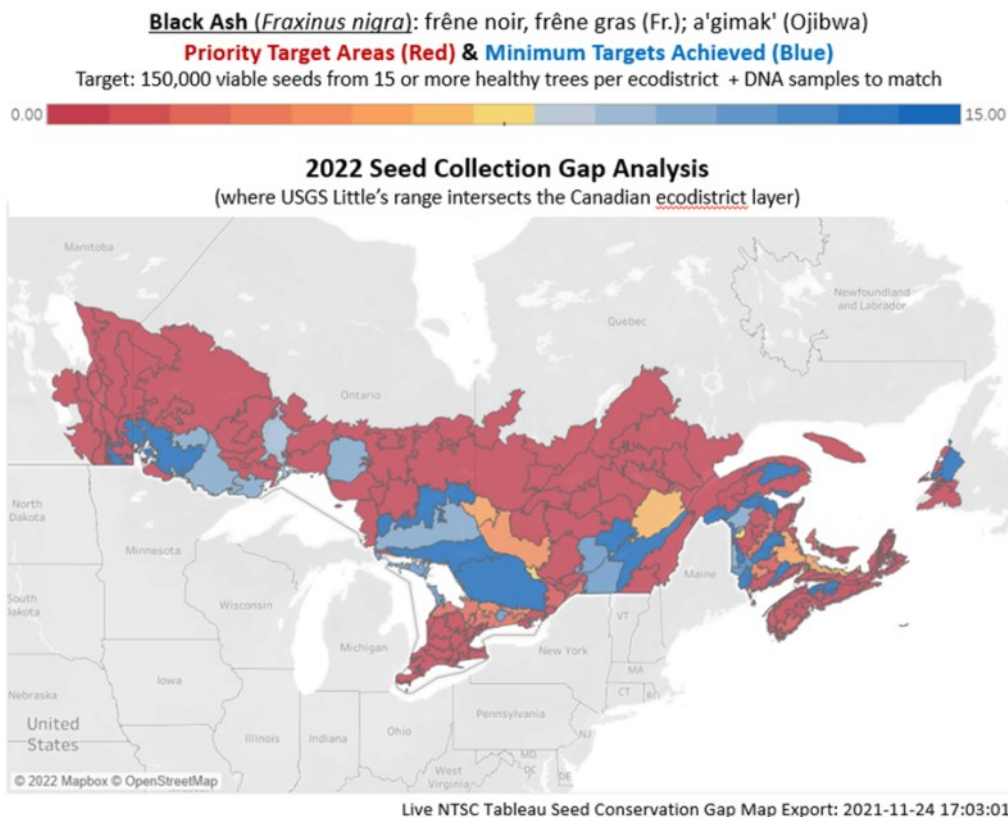 Black Ash (Fraxinus nigra): frêne noir, frêne gras (Fr.); a'gimak' (Ojibwa)
Priority Target Areas (Red) & Minimum Targets Achieved (Blue)
Target: 150,000 viable seeds from 15 or more healthy trees per ecodistrict + DNA samples to match
0.00 15.00
2022 Seed Collection Gap Analysis
(where USGS Little's range intersects the Canadian ecodistrict layer)
Manitoba
Newfoundland
and Labrador
Quebec
Ontario
North
Dakota
Minnesota
Maine
South
Dakota
Wisconsin
VT
Michigan
New York
MA
CT RI
Nebraska
Iowa
Pennsylvania
United
States
Illinois Indiana Ohio
NJ
MD
DC DE
West
Virginia
© 2022 Mapbox © OpenStreetMap
Live NTSC Tableau Seed Conservation Gap Map Export: 2021-11-24 17:03:01